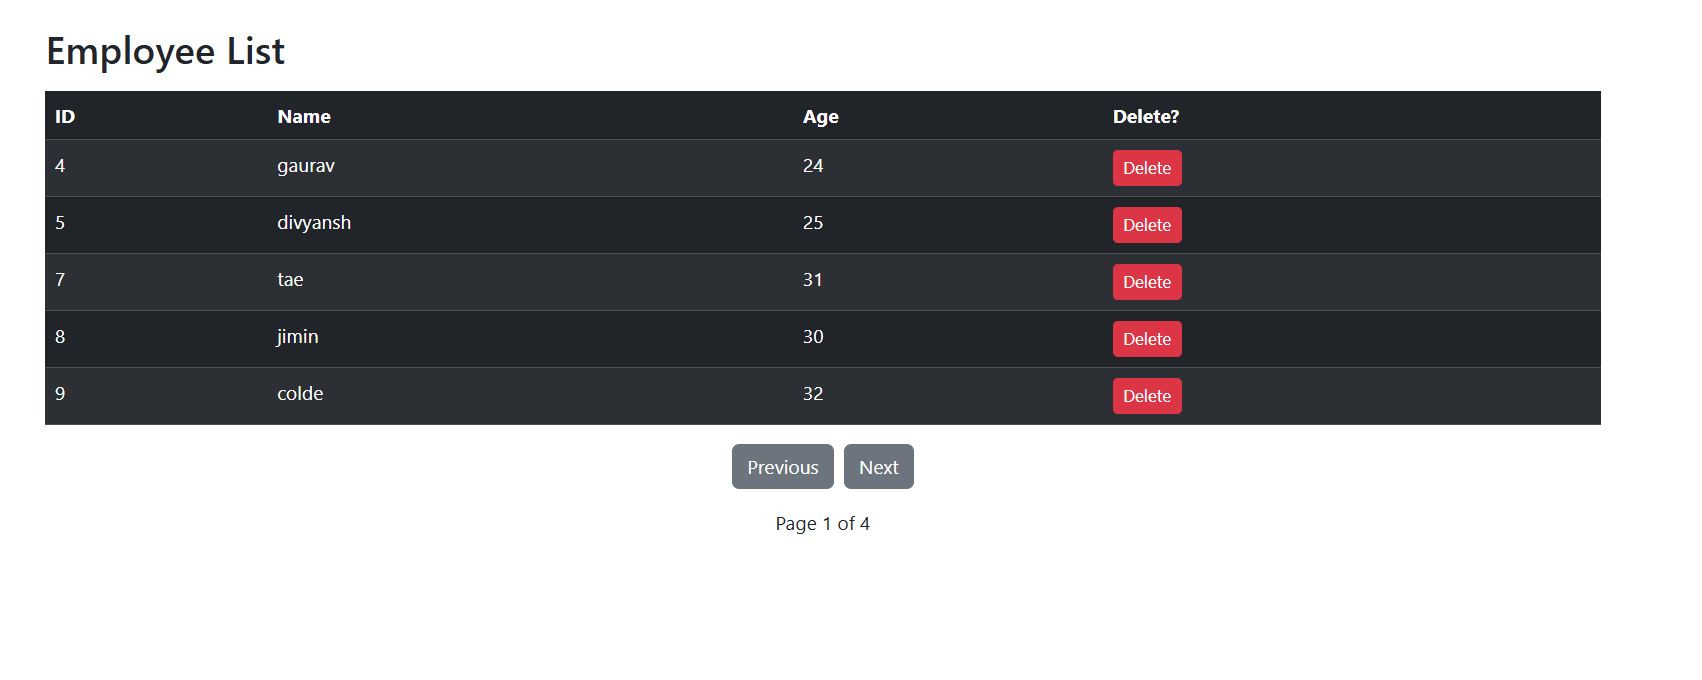 Employee List
ID Name Age Delete?
4 gaurav 24 Delete
5 divyansh 25 Delete
7 tae 31 Delete
8 jimin 30 Delete
9 colde 32 Delete
Previous Next
Page 1 of 4